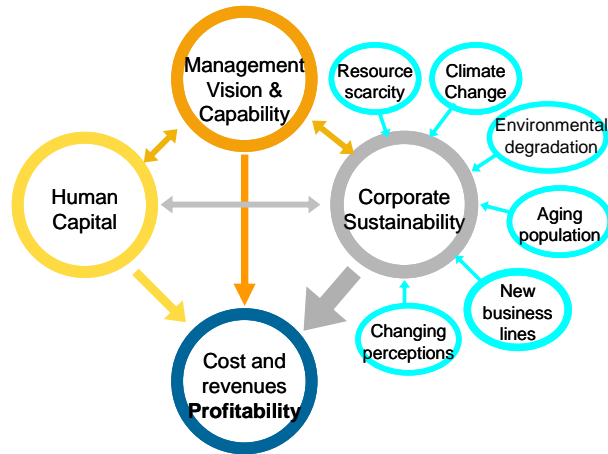 Management
Vision &
Capability
Resource
scarcity
Climate
Change
Environmental
degradation
Human
Capital
Corporate
Sustainability
Aging
population
New
business
lines
Changing
perceptions
Cost and
revenues
Profitability